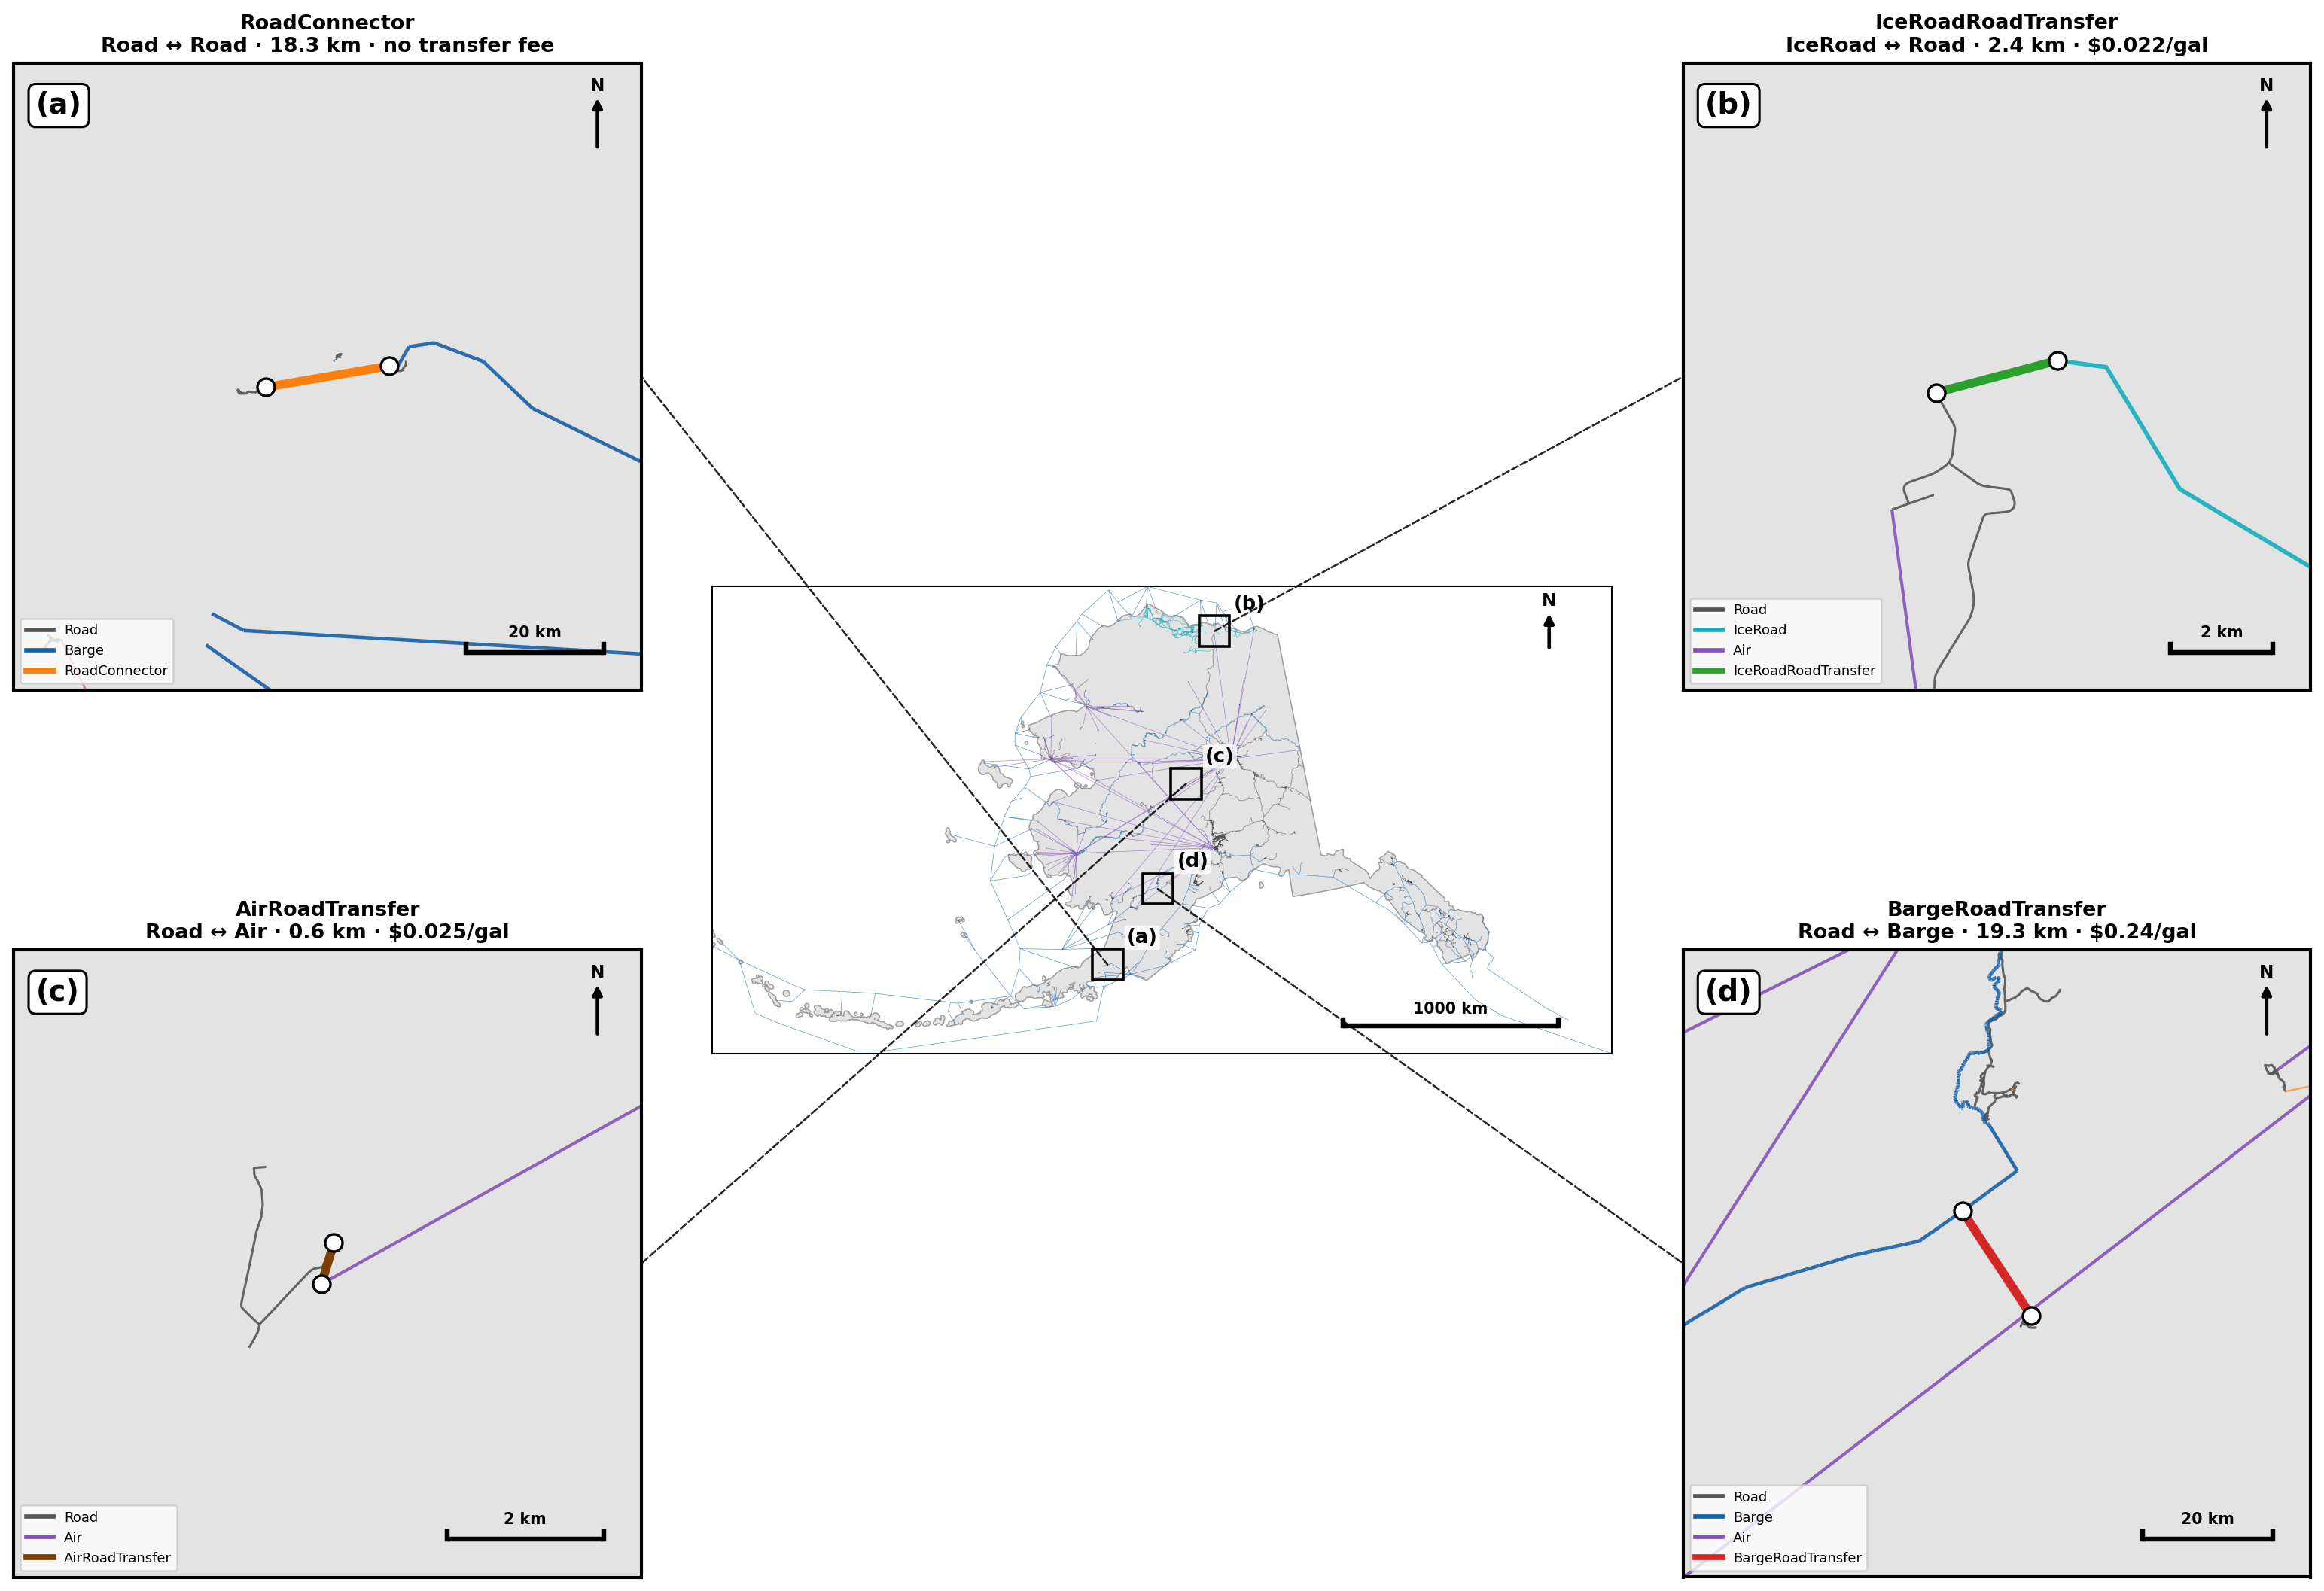 RoadConnector
Road ↔ Road · 18.3 km · no transfer fee
(a)
N
20 km
Road
Barge
RoadConnector
IceRoadRoadTransfer
IceRoad ↔ Road · 2.4 km · $0.022/gal
(b)
N
2 km
Road
IceRoad
Air
IceRoadRoadTransfer
(b)
N
(c)
(d)
(a)
1000 km
AirRoadTransfer
Road ↔ Air · 0.6 km · $0.025/gal
(c)
N
2 km
Road
Air
AirRoadTransfer
BargeRoadTransfer
Road ↔ Barge · 19.3 km · $0.24/gal
(d)
N
20 km
Road
Barge
Air
BargeRoadTransfer